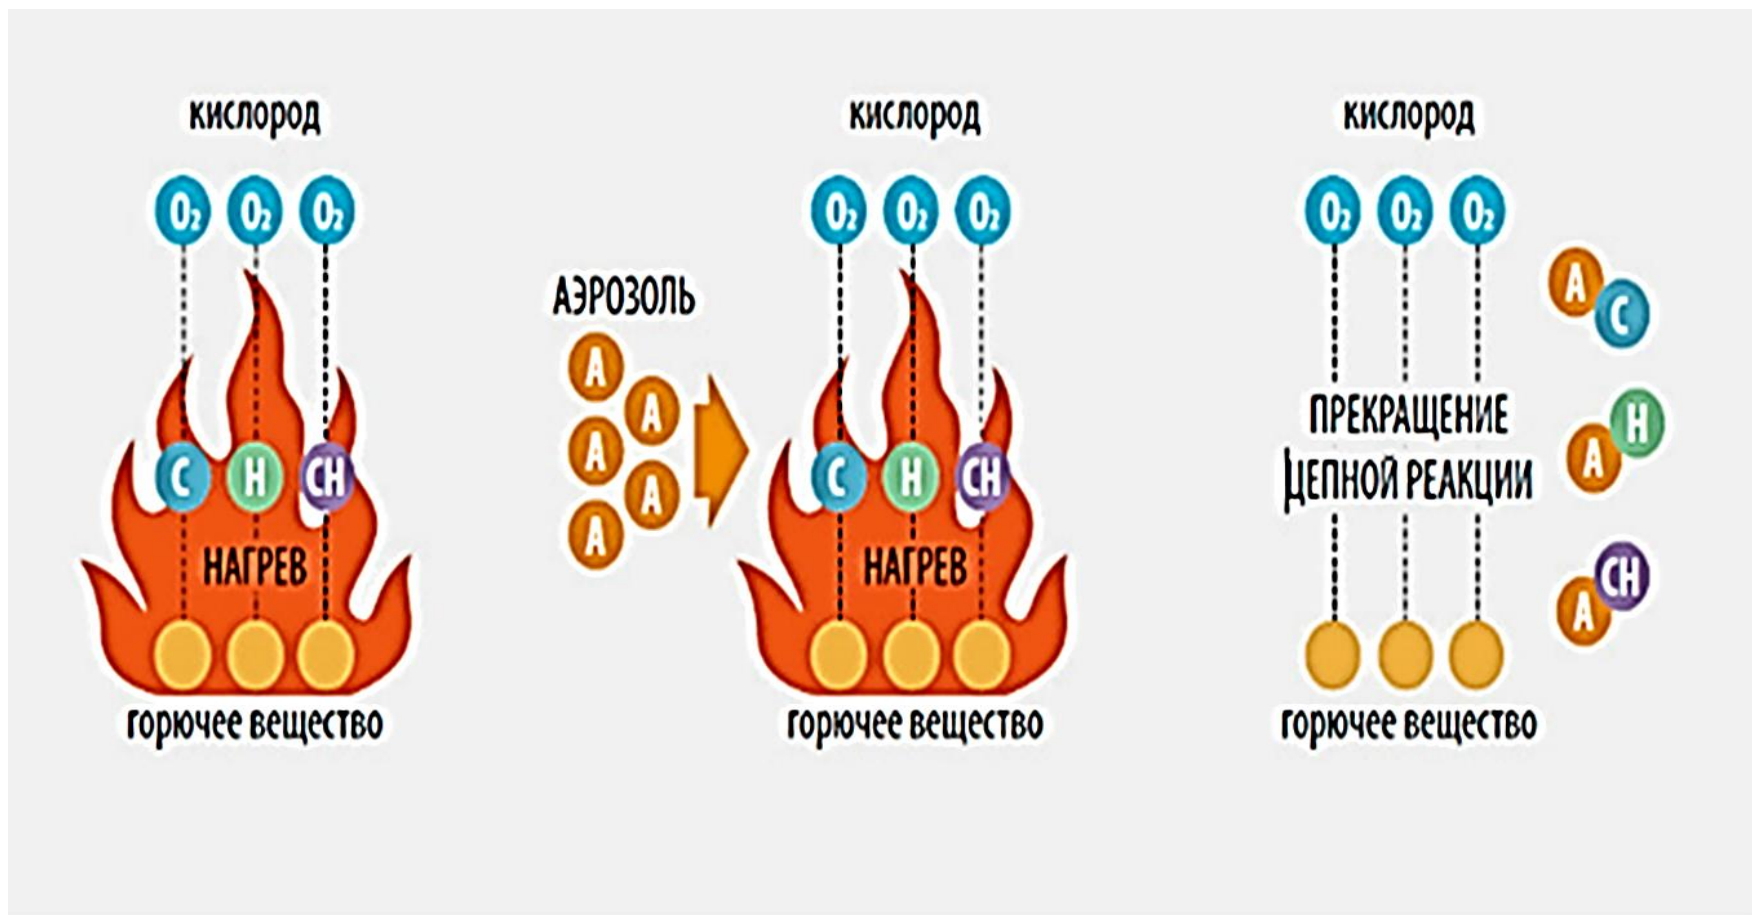 кислород
O₂ O₂ O₂
C H CH
НАГРЕВ
горючее вещество
АЭРОЗОЛЬ
A
A
A
A
A
кислород
O₂ O₂ O₂
C H CH
НАГРЕВ
горючее вещество
кислород
O₂ O₂ O₂
ПРЕКРАЩЕНИЕ
ЦЕПНОЙ РЕАКЦИИ
горючее вещество
A C
A H
A CH